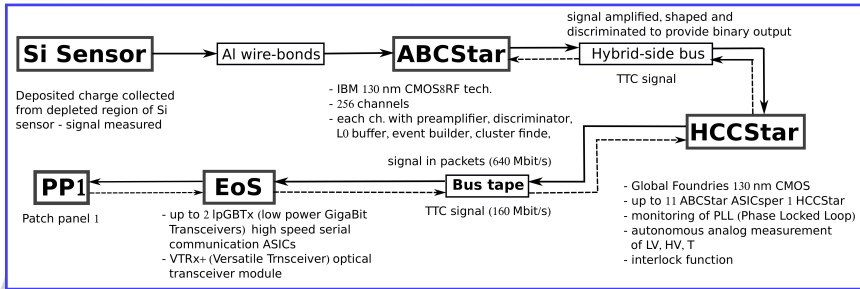 signal amplified, shaped and
discriminated to provide binary output
Si Sensor
Al wire-bonds
ABCStar
Hybrid-side bus
TTC signal
Deposited charge collected
from depleted region of Si
sensor - signal measured
- IBM 130 nm CMOS8RF tech.
- 256 channels
- each ch. with preamplifier, discriminator,
L0 buffer, event builder, cluster finde,
HCCStar
signal in packets (640 Mbit/s)
PP1
EoS
Bus tape
Patch panel 1
TTC signal (160 Mbit/s)
- up to 2 lpGBTx (low power GigaBit
Transceivers) high speed serial
communication ASICs
- VTRx+ (Versatile Trnsceiver) optical
transceiver module
- Global Foundries 130 nm CMOS
- up to 11 ABCStar ASICsper 1 HCCStar
- monitoring of PLL (Phase Locked Loop)
- autonomous analog measurement
of LV, HV, T
- interlock function